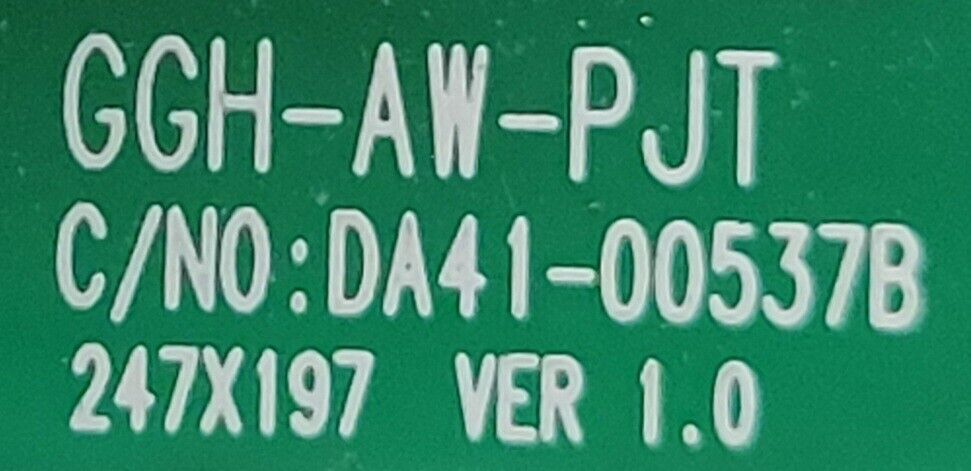 GGH-AW-PJT
C/NO:DA41-00537B
247X197 VER 1.0